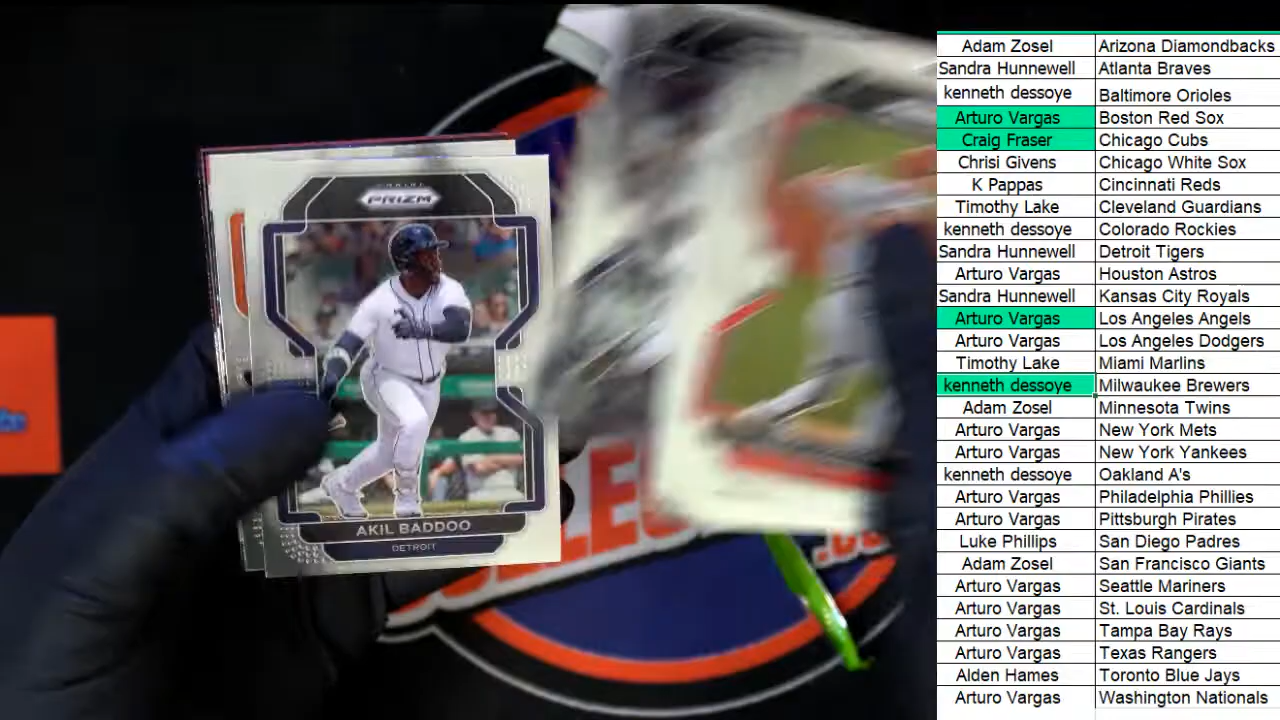 PANINI
PRIZM
AKIL BADDOO
DETROIT
Adam Zosel Arizona Diamondbacks
Sandra Hunnewell Atlanta Braves
kenneth dessoye Baltimore Orioles
Arturo Vargas Boston Red Sox
Craig Fraser Chicago Cubs
Chrisi Givens Chicago White Sox
K Pappas Cincinnati Reds
Timothy Lake Cleveland Guardians
kenneth dessoye Colorado Rockies
Sandra Hunnewell Detroit Tigers
Arturo Vargas Houston Astros
Sandra Hunnewell Kansas City Royals
Arturo Vargas Los Angeles Angels
Arturo Vargas Los Angeles Dodgers
Timothy Lake Miami Marlins
kenneth dessoye Milwaukee Brewers
Adam Zosel Minnesota Twins
Arturo Vargas New York Mets
Arturo Vargas New York Yankees
kenneth dessoye Oakland A's
Arturo Vargas Philadelphia Phillies
Arturo Vargas Pittsburgh Pirates
Luke Phillips San Diego Padres
Adam Zosel San Francisco Giants
Arturo Vargas Seattle Mariners
Arturo Vargas St. Louis Cardinals
Arturo Vargas Tampa Bay Rays
Arturo Vargas Texas Rangers
Alden Hames Toronto Blue Jays
Arturo Vargas Washington Nationals